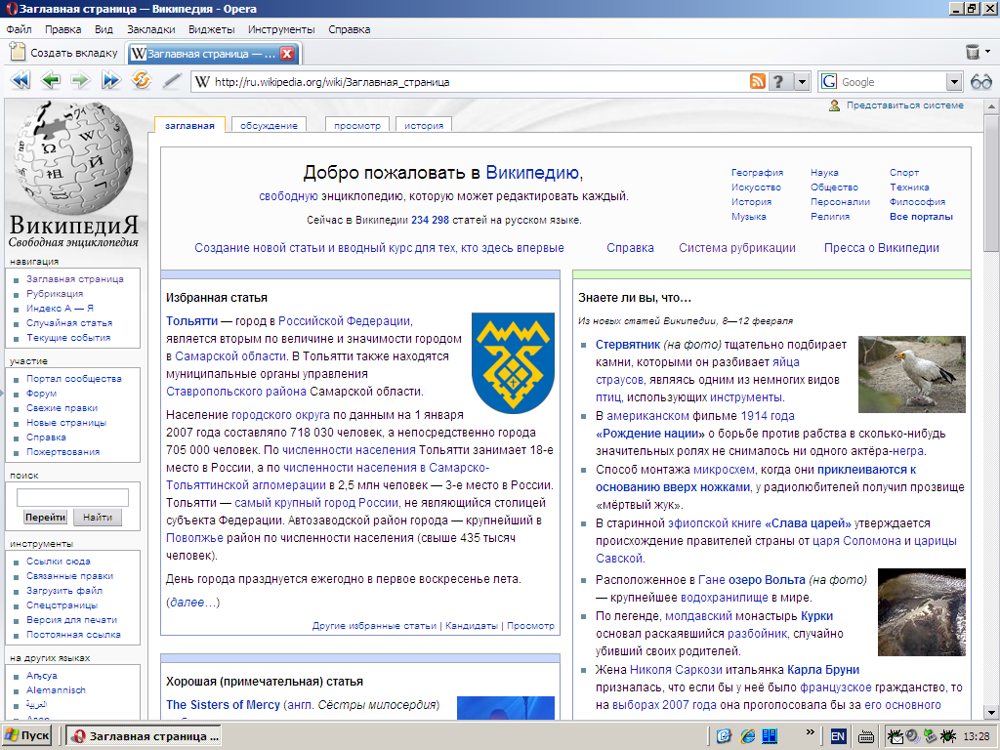 Заглавная страница — Википедия - Opera
Файл Правка Вид Закладки Виджеты Инструменты Справка
Создать вкладку
Заглавная страница — ...
http://ru.wikipedia.org/wiki/Заглавная_страница
Google
Представиться системе
ВикипедиЯ
Свободная энциклопедия
навигация
Заглавная страница
Рубрикация
Индекс А — Я
Случайная статья
Текущие события
участие
Портал сообщества
Форум
Свежие правки
Новые страницы
Справка
Пожертвования
поиск
Перейти Найти
инструменты
Ссылки сюда
Связанные правки
Загрузить файл
Спецстраницы
Версия для печати
Постоянная ссылка
на других языках
Аҧсуа
Alemannisch
العربية
заглавная обсуждение просмотр история
Добро пожаловать в Википедию,
свободную энциклопедию, которую может редактировать каждый.
Сейчас в Википедии 234 298 статей на русском языке.
География Наука Спорт
Искусство Общество Техника
История Персоналии Философия
Музыка Религия Все порталы
Создание новой статьи и вводный курс для тех, кто здесь впервые Справка Система рубрикации Пресса о Википедии
Избранная статья
Тольятти — город в Российской Федерации,
является вторым по величине и значимости городом
в Самарской области. В Тольятти также находятся
муниципальные органы управления
Ставропольского района Самарской области.
Население городского округа по данным на 1 января
2007 года составляло 718 030 человек, а непосредственно города
705 000 человек. По численности населения Тольятти занимает 18-е
место в России, а по численности населения в Самарско-
Тольяттинской агломерации в 2,5 млн человек — 3-е место в России.
Тольятти — самый крупный город России, не являющийся столицей
субъекта Федерации. Автозаводской район города — крупнейший в
Поволжье район по численности населения (свыше 435 тысяч
человек).
День города празднуется ежегодно в первое воскресенье лета.
(далее…)
Другие избранные статьи | Кандидаты | Просмотр
Хорошая (примечательная) статья
The Sisters of Mercy (англ. Сёстры милосердия)
Знаете ли вы, что…
Из новых статей Википедии, 8—12 февраля
Стервятник (на фото) тщательно подбирает
камни, которыми он разбивает яйца
страусов, являясь одним из немногих видов
птиц, использующих инструменты.
В американском фильме 1914 года
«Рождение нации» о борьбе против рабства в сколько-нибудь
значительных ролях не снималось ни одного актёра-негра.
Способ монтажа микросхем, когда они приклеиваются к
основанию вверх ножками, у радиолюбителей получил прозвище
«мёртвый жук».
В старинной эфиопской книге «Слава царей» утверждается
происхождение правителей страны от царя Соломона и царицы
Савской.
Расположенное в Гане озеро Вольта (на фото)
— крупнейшее водохранилище в мире.
По легенде, молдавский монастырь Курки
основал раскаявшийся разбойник, случайно
убивший своих родителей.
Жена Николя Саркози итальянка Карла Бруни
призналась, что если бы у неё было французское гражданство, то
на выборах 2007 года она проголосовала бы за его основного
Пуск
Заглавная страница ...
EN
13:28